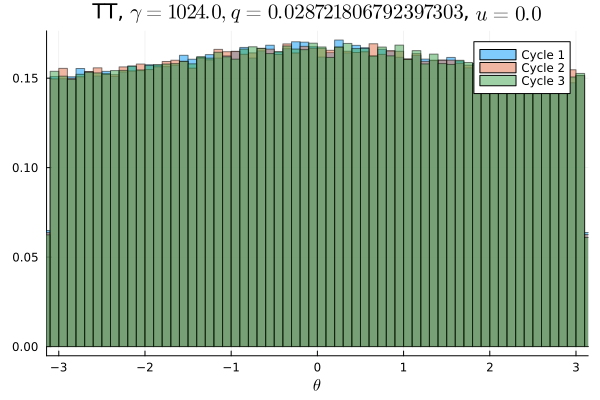 TT, γ = 1024.0, q = 0.028721806792397303, u = 0.0
Cycle 1
Cycle 2
Cycle 3
0.15
0.10
0.05
0.00
−3 −2 −1 0 1 2 3
θ